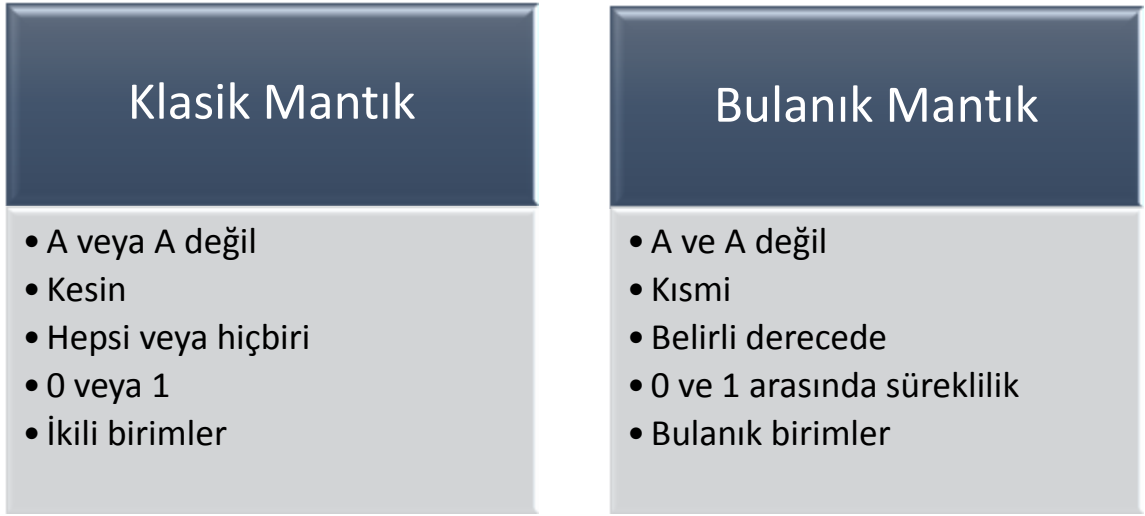 Klasik Mantık
• A veya A değil
• Kesin
• Hepsi veya hiçbiri
• 0 veya 1
• İkili birimler
Bulanık Mantık
• A ve A değil
• Kısmi
• Belirli derecede
• 0 ve 1 arasında süreklilik
• Bulanık birimler